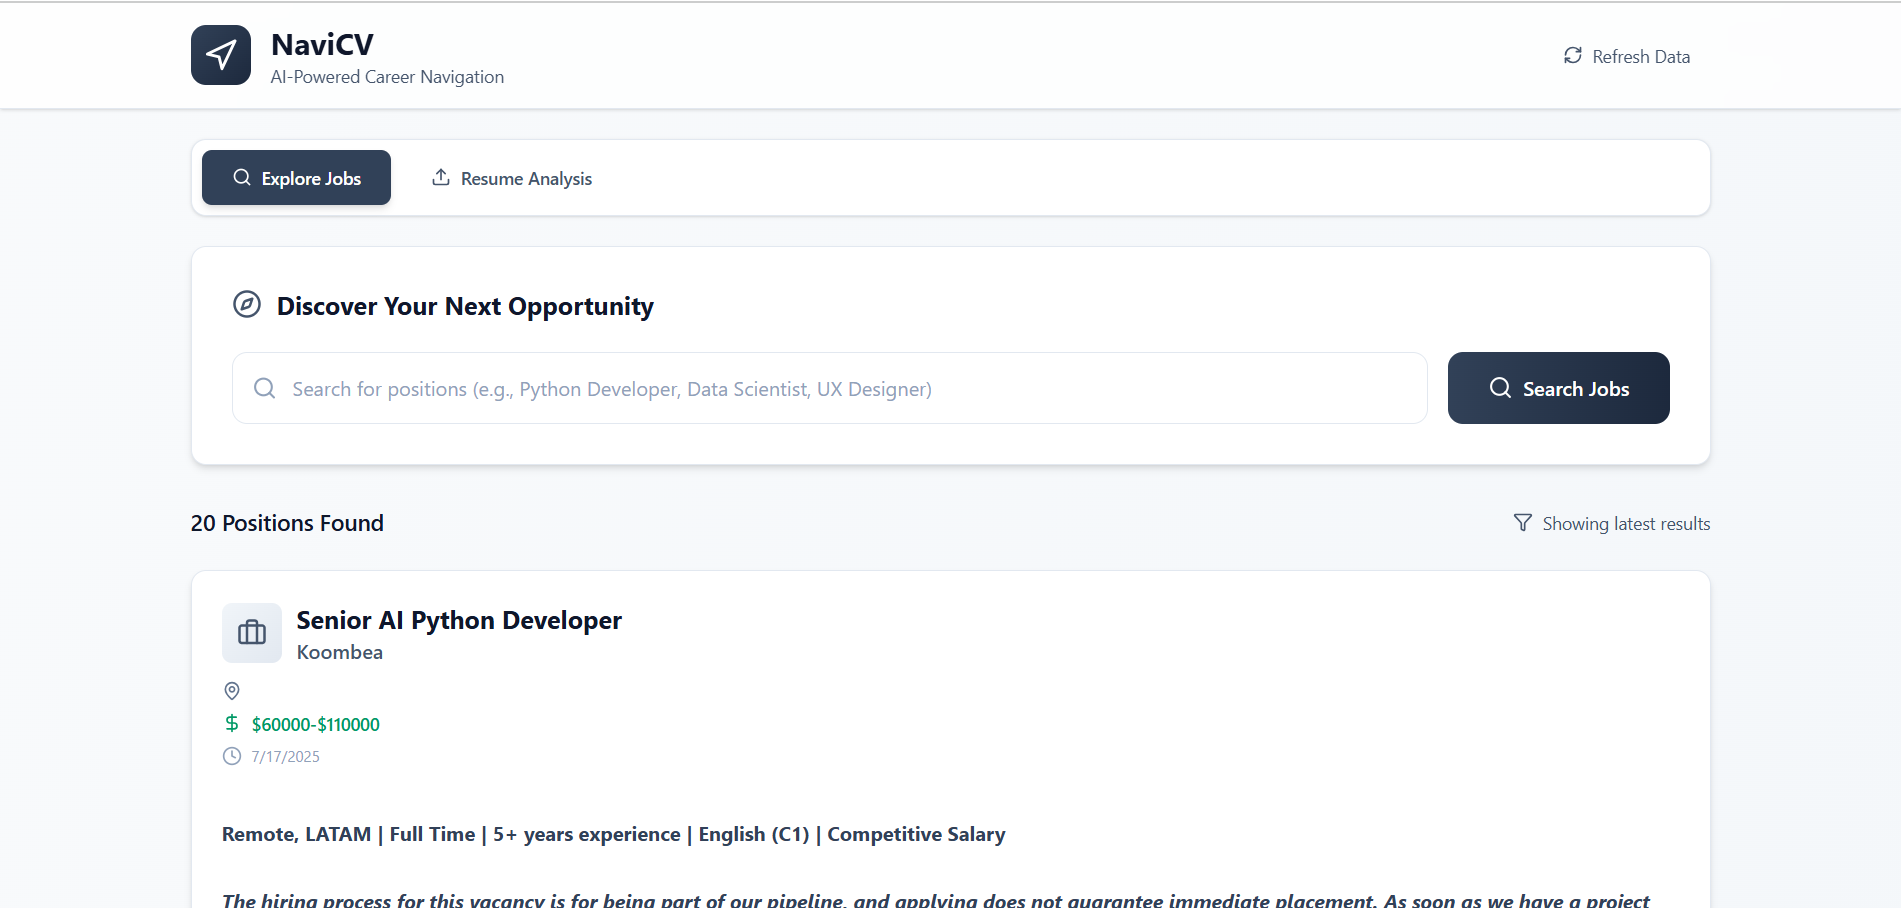 NaviCV
AI-Powered Career Navigation
Refresh Data
Explore Jobs
Resume Analysis
Discover Your Next Opportunity
Search for positions (e.g., Python Developer, Data Scientist, UX Designer)
Search Jobs
20 Positions Found
Showing latest results
Senior AI Python Developer
Koombea
$60000-$110000
7/17/2025
Remote, LATAM | Full Time | 5+ years experience | English (C1) | Competitive Salary
The hiring process for this vacancy is for being part of our pipeline, and applying does not guarantee immediate placement. As soon as we have a project